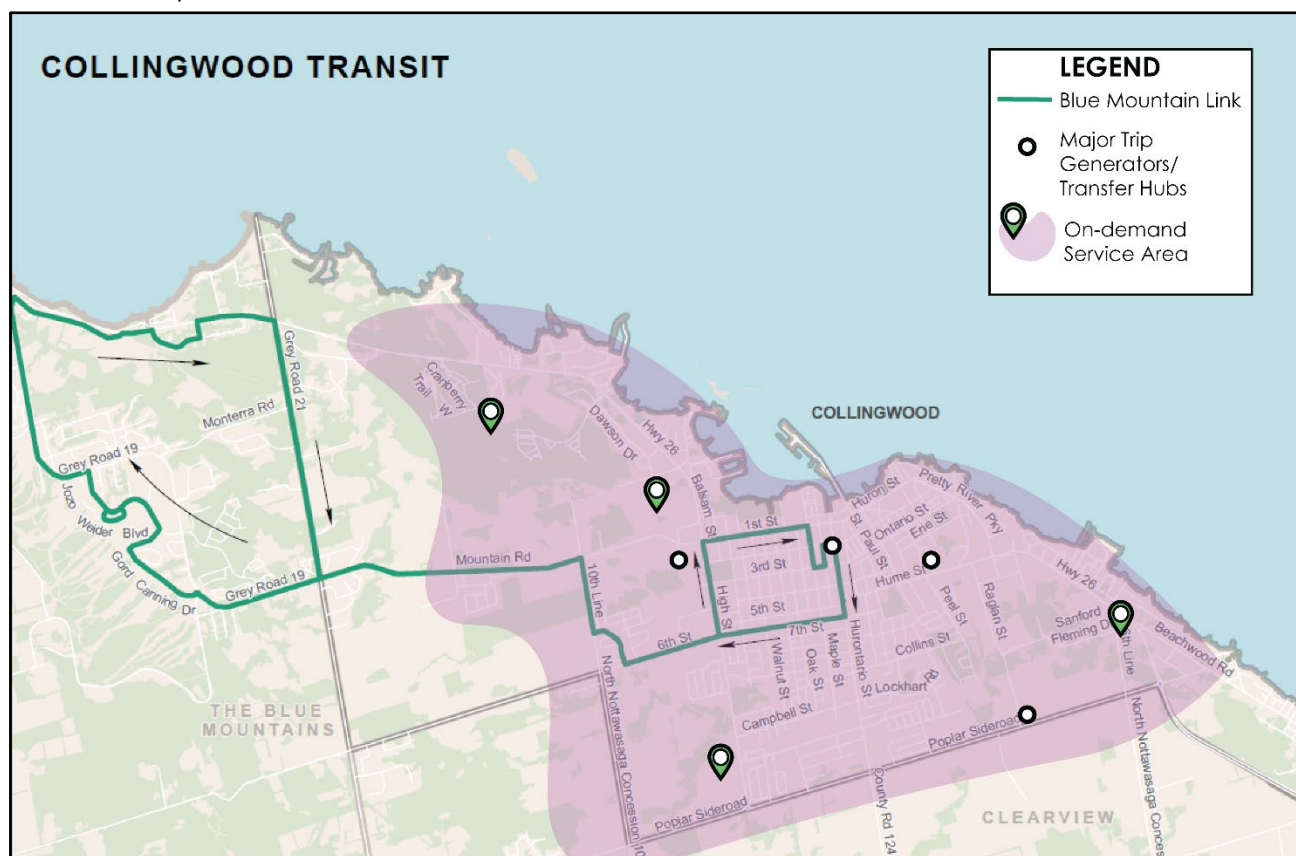 COLLINGWOOD TRANSIT
LEGEND
Blue Mountain Link
Major Trip
Generators/
Transfer Hubs
On-demand
Service Area
Grey Road 21
Monterra Rd
Grey Road 19
Jozo Weider Blvd
Gord Canning Dr
Grey Road 19
Mountain Rd
THE BLUE
MOUNTAINS
Cranberry
Trail W
Dawson Dr
Hwy 26
Balsam St
COLLINGWOOD
1st St
3rd St
5th St
7th St
6th St
High St
10th Line
North Nottawasaga Concession 10
Walnut St
Oak St
Maple St
Hurontario St
Campbell St
Huron St
St. Paul St
Ontario St
Erie St
Pretty River Pky
Hume St
Peel St
Raglan St
Collins St
Lockhart Rd
Hwy 26
Sanford
Fleming D
6th Line
Beachwood Rd
Poplar Sideroad
Poplar Sideroad
County Rd 124
North Nottawasaga Conces
CLEARVIEW